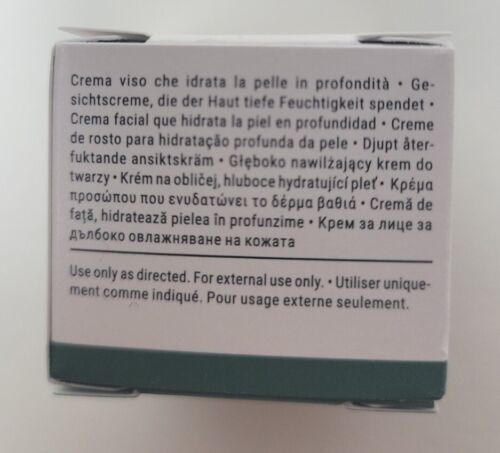 Crema viso che idrata la pelle in profondità • Ge-
sichtscreme, die der Haut tiefe Feuchtigkeit spendet •
Crema facial que hidrata la piel en profundidad • Creme
de rosto para hidratação profunda da pele • Djupt åter-
fuktande ansiktskräm • Głęboko nawilżający krem do
twarzy • Krém na obličej, hluboce hydratující pleť • Κρέμα
προσώπου που ενυδατώνει το δέρμα βαθιά • Cremă de
față, hidratează pielea în profunzime • Крем за лице за
дълбоко овлажняване на кожата
Use only as directed. For external use only. • Utiliser unique-
ment comme indiqué. Pour usage externe seulement.